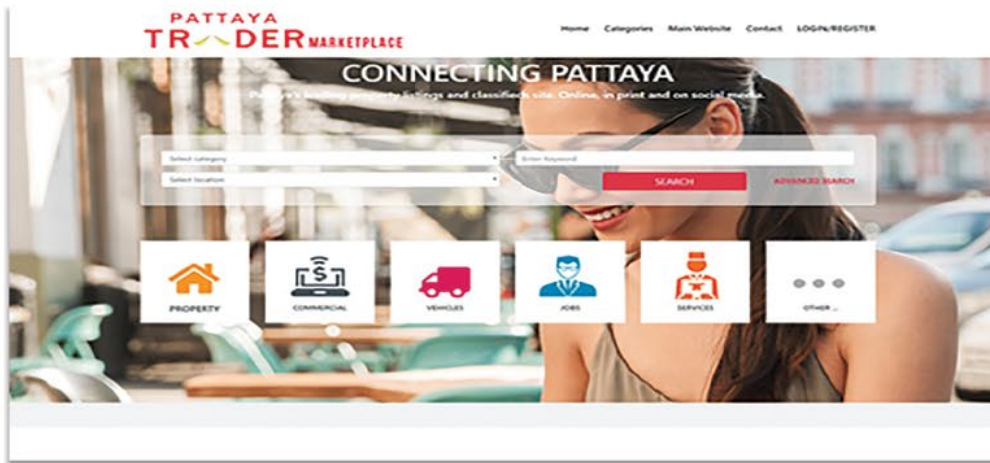 PATTAYA
TRADER MARKETPLACE
Home Categories Main Website Contact LOGIN/REGISTER
CONNECTING PATTAYA
Pattaya's leading property listings and classifieds site. Online, in print and on social media.
Select category Enter Keyword
Select location SEARCH ADVANCED SEARCH
PROPERTY COMMERCIAL VEHICLES JOBS SERVICES OTHER ...